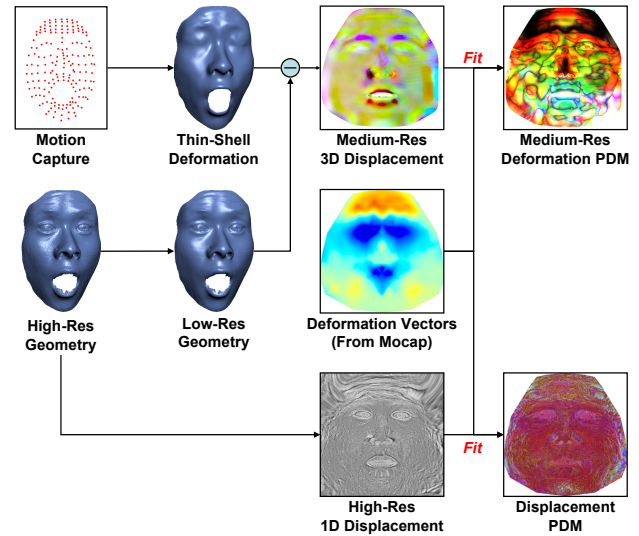 Motion
Capture
Thin-Shell
Deformation
Medium-Res
3D Displacement
Fit
Medium-Res
Deformation PDM
High-Res
Geometry
Low-Res
Geometry
Deformation Vectors
(From Mocap)
High-Res
1D Displacement
Fit
Displacement
PDM